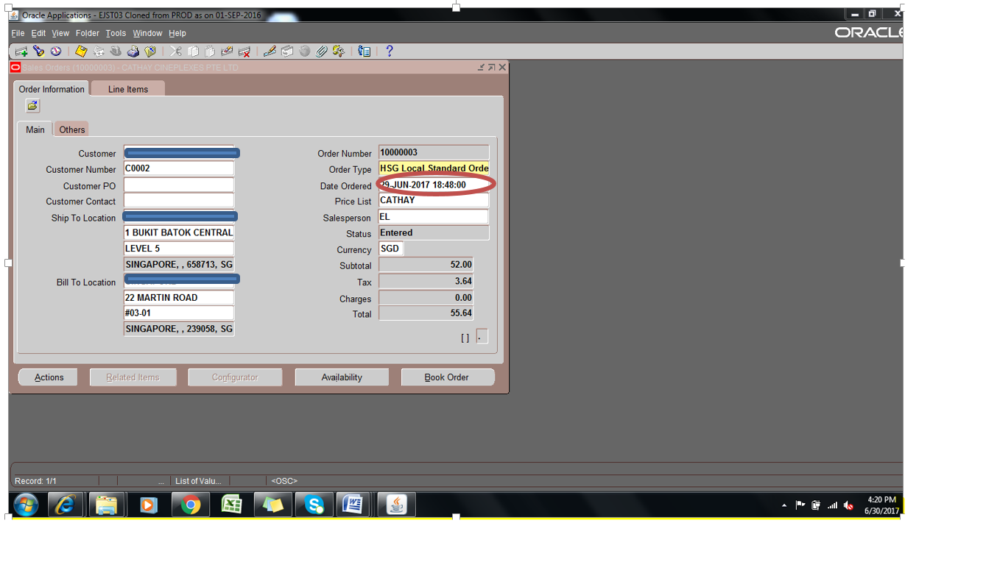 Oracle Applications - EJST03 Cloned from PROD as on 01-SEP-2016
File Edit View Folder Tools Window Help
ORACLE
Sales Orders (10000003) - CATHAY CINEPLEXES PTE LTD
Order Information Line Items
Main Others
Customer Order Number 10000003
Customer Number C0002 Order Type HSG Local Standard Orde
Customer PO Date Ordered 29-JUN-2017 18:48:00
Customer Contact Price List CATHAY
Ship To Location Salesperson EL
1 BUKIT BATOK CENTRAL Status Entered
LEVEL 5 Currency SGD
SINGAPORE, , 658713, SG Subtotal 52.00
Bill To Location Tax 3.64
22 MARTIN ROAD Charges 0.00
#03-01 Total 55.64
SINGAPORE, , 239058, SG
[ ] .
Actions Related Items Configurator Availability Book Order
Record: 1/1 ... List of Valu... <OSC>
4:20 PM
6/30/2017